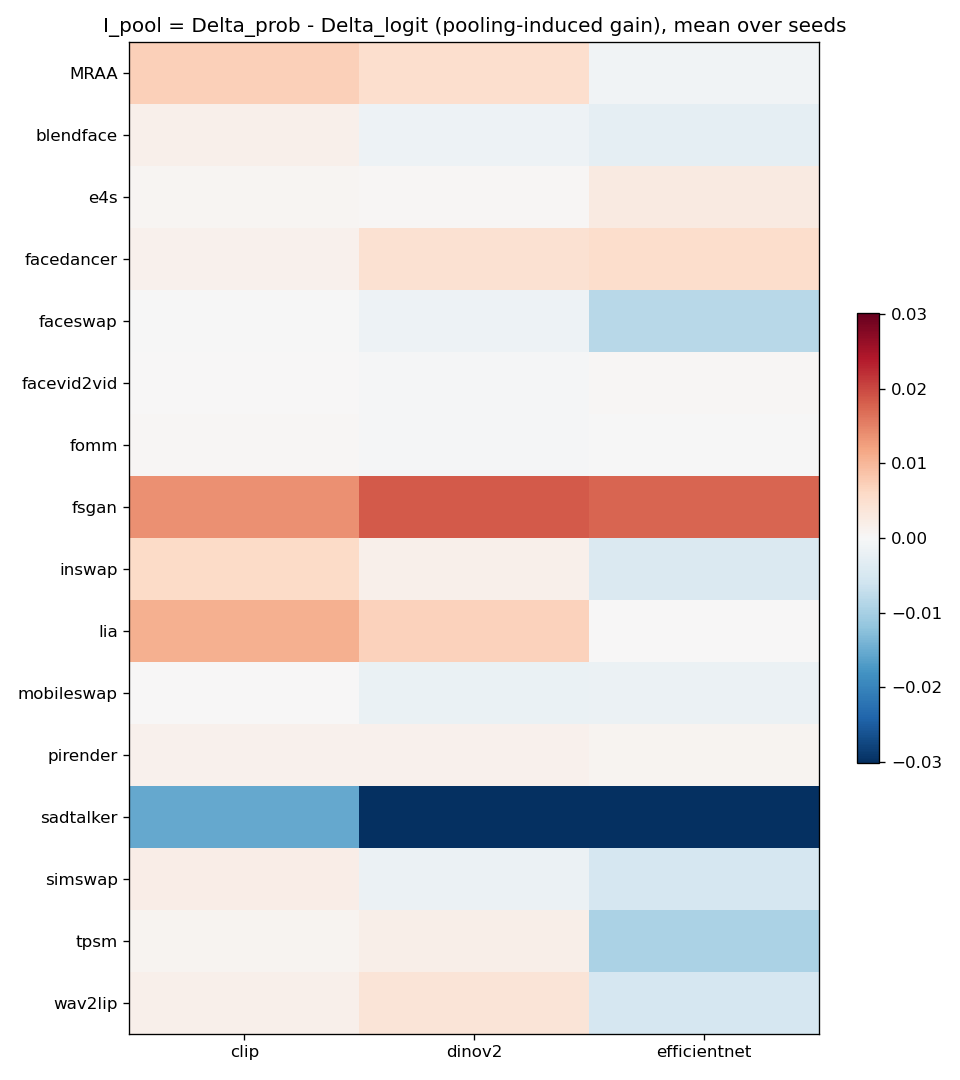 I_pool = Delta_prob - Delta_logit (pooling-induced gain), mean over seeds
MRAA
blendface
e4s
facedancer
faceswap
facevid2vid
fomm
fsgan
inswap
lia
mobileswap
pirender
sadtalker
simswap
tpsm
wav2lip
clip
dinov2
efficientnet
0.03
0.02
0.01
0.00
−0.01
−0.02
−0.03